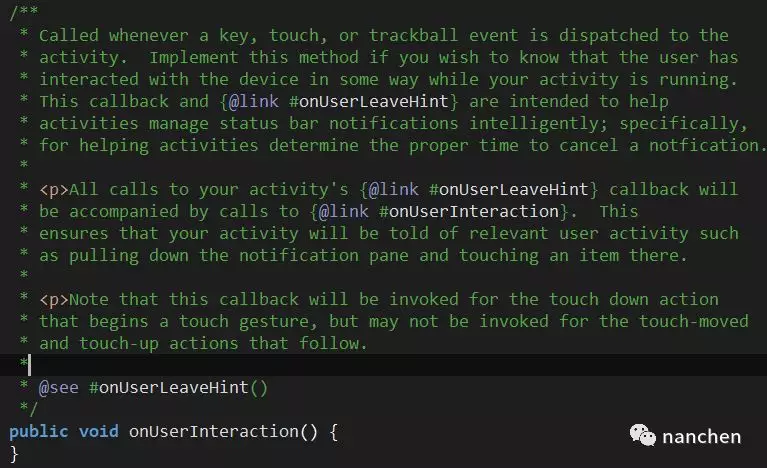 /**
* Called whenever a key, touch, or trackball event is dispatched to the
* activity.  Implement this method if you wish to know that the user has
* interacted with the device in some way while your activity is running.
* This callback and {@link #onUserLeaveHint} are intended to help
* activities manage status bar notifications intelligently; specifically,
* for helping activities determine the proper time to cancel a notfication.
*
* <p>All calls to your activity's {@link #onUserLeaveHint} callback will
* be accompanied by calls to {@link #onUserInteraction}.  This
* ensures that your activity will be told of relevant user activity such
* as pulling down the notification pane and touching an item there.
*
* <p>Note that this callback will be invoked for the touch down action
* that begins a touch gesture, but may not be invoked for the touch-moved
* and touch-up actions that follow.
*
* @see #onUserLeaveHint()
*/
public void onUserInteraction() {
}
nanchen